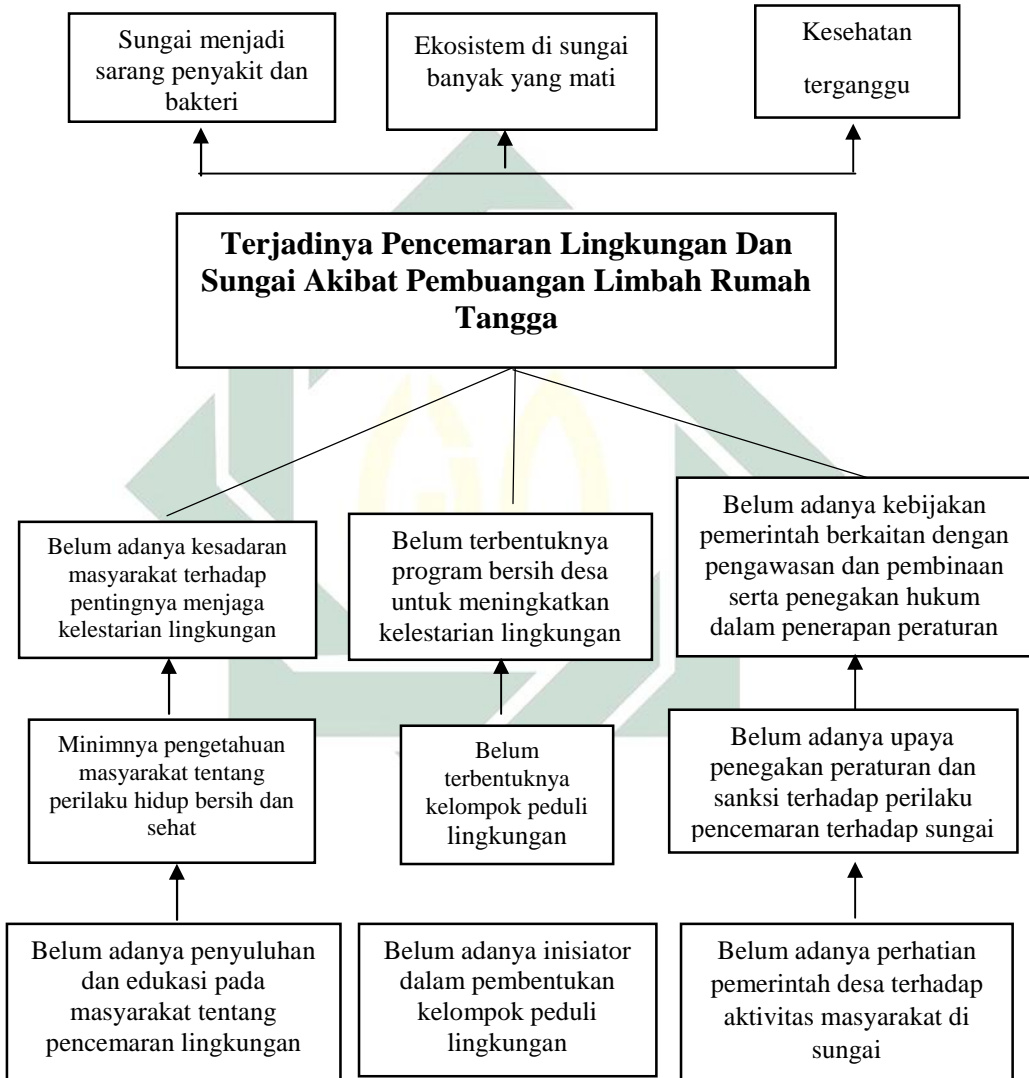 Sungai menjadi
sarang penyakit dan
bakteri
Ekosistem di sungai
banyak yang mati
Kesehatan
terganggu
Terjadinya Pencemaran Lingkungan Dan
Sungai Akibat Pembuangan Limbah Rumah
Tangga
Belum adanya kesadaran
masyarakat terhadap
pentingnya menjaga
kelestarian lingkungan
Belum terbentuknya
program bersih desa
untuk meningkatkan
kelestarian lingkungan
Belum adanya kebijakan
pemerintah berkaitan dengan
pengawasan dan pembinaan
serta penegakan hukum
dalam penerapan peraturan
Minimnya pengetahuan
masyarakat tentang
perilaku hidup bersih dan
sehat
Belum
terbentuknya
kelompok peduli
lingkungan
Belum adanya upaya
penegakan peraturan dan
sanksi terhadap perilaku
pencemaran terhadap sungai
Belum adanya penyuluhan
dan edukasi pada
masyarakat tentang
pencemaran lingkungan
Belum adanya inisiator
dalam pembentukan
kelompok peduli
lingkungan
Belum adanya perhatian
pemerintah desa terhadap
aktivitas masyarakat di
sungai